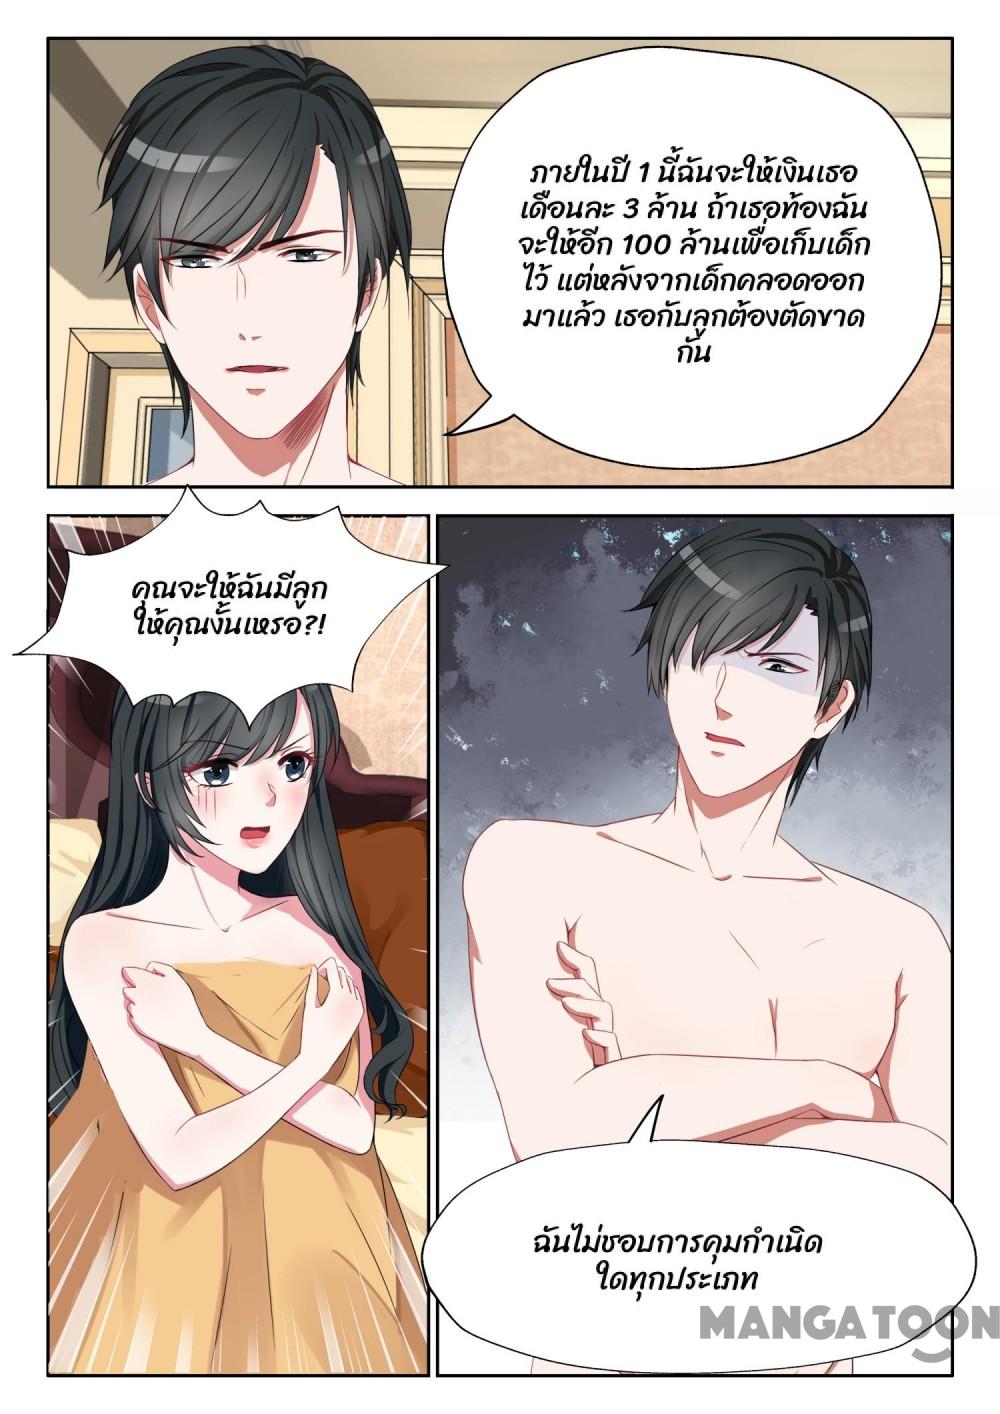 ภายในปี 1 นี้ฉันจะให้เงินเธอ
เดือนละ 3 ล้าน ถ้าเธอท้องฉัน
จะให้อีก 100 ล้านเพื่อเก็บเด็ก
ไว้ แต่หลังจากเด็กคลอดออก
มาแล้ว เธอกับลูกต้องตัดขาด
กัน
คุณจะให้ฉันมีลูก
ให้คุณงั้นเหรอ?!
ฉันไม่ชอบการคุมกำเนิด
ใดทุกประเภท
MANGATOON